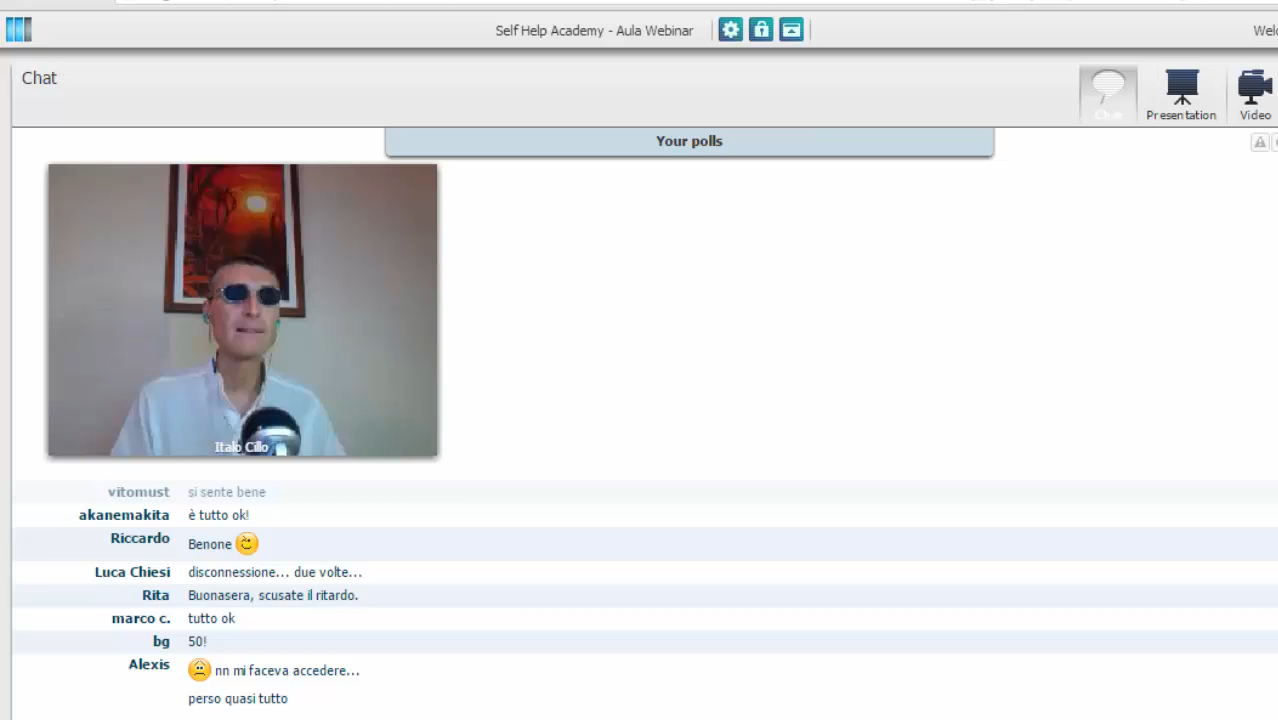 Self Help Academy - Aula Webinar
Chat
Chat
Presentation
Video
Your polls
Italo Cillo
vitomust si sente bene
akanemakita è tutto ok!
Riccardo Benone
Luca Chiesi disconnessione... due volte...
Rita Buonasera, scusate il ritardo.
marco c. tutto ok
bg 50!
Alexis nn mi faceva accedere...
perso quasi tutto